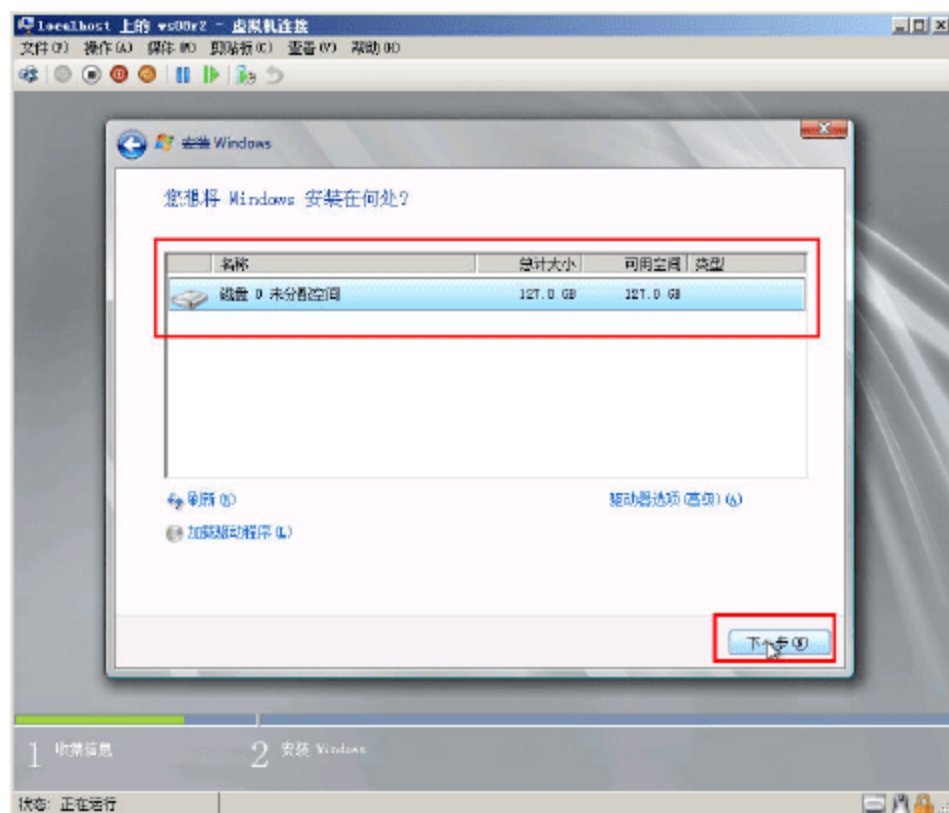 localhost 上的 ws08r2 - 虚拟机连接
文件(F) 操作(A) 媒体(M) 剪贴板(C) 查看(V) 帮助(H)
安装 Windows
您想将 Windows 安装在何处?
名称 总计大小 可用空间 类型
磁盘 0 未分配空间 127.0 GB 127.0 GB
刷新(R) 驱动器选项(高级)(A)
加载驱动程序(L)
下一步(N)
1 收集信息 2 安装 Windows
状态: 正在运行